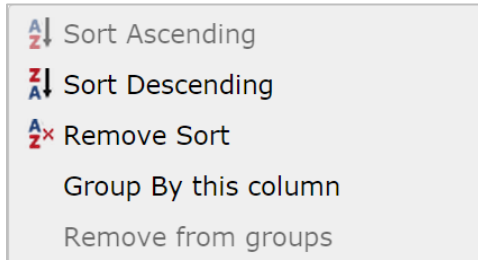 Sort Ascending
Sort Descending
Remove Sort
Group By this column
Remove from groups